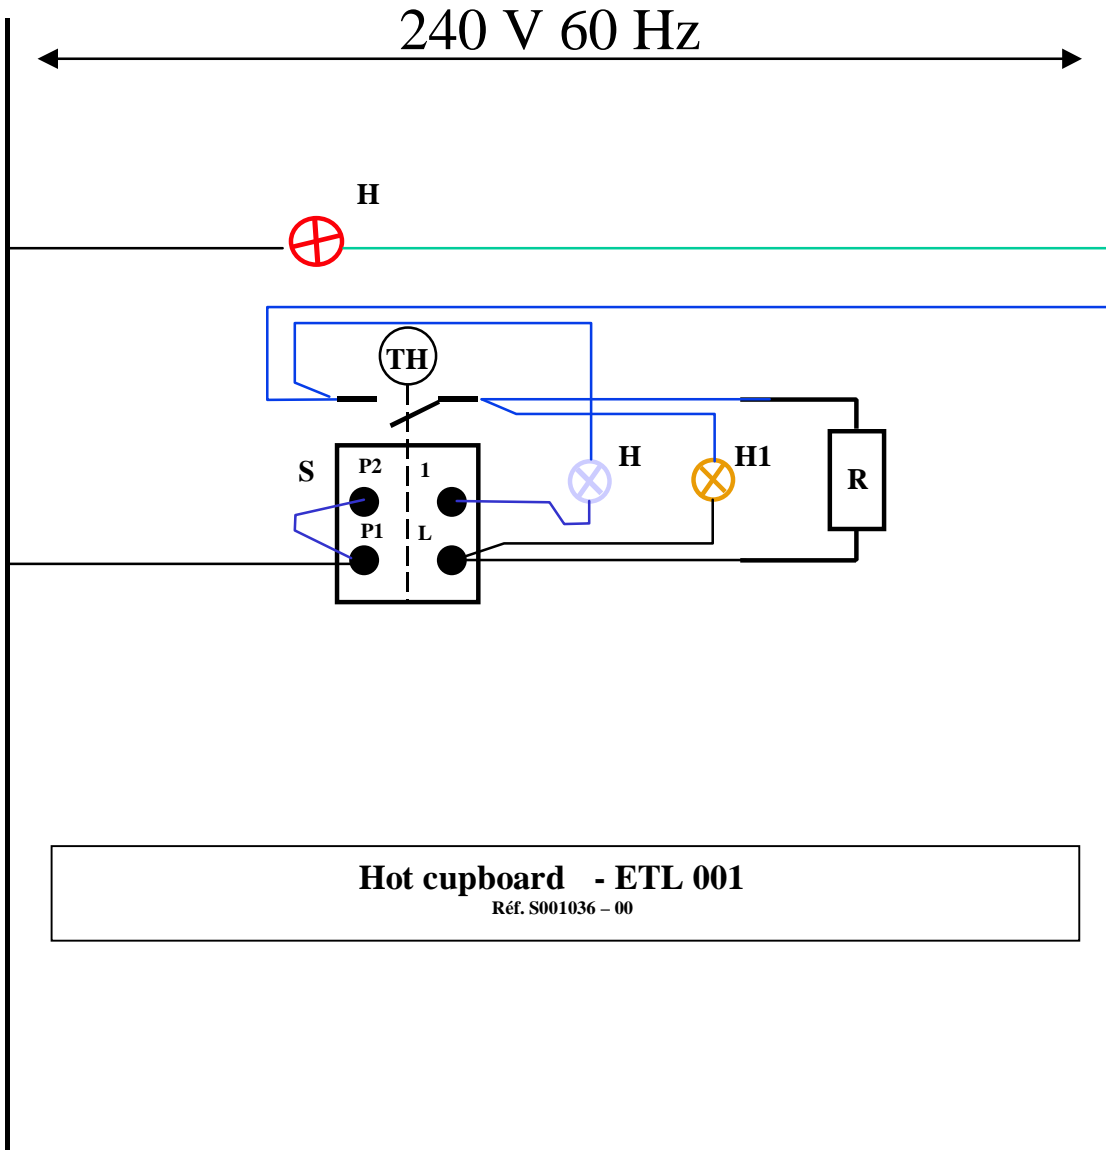 240 V 60 Hz
H
TH
S
P2
1
H
H1
R
P1
L
Hot cupboard - ETL 001
Réf. S001036 – 00